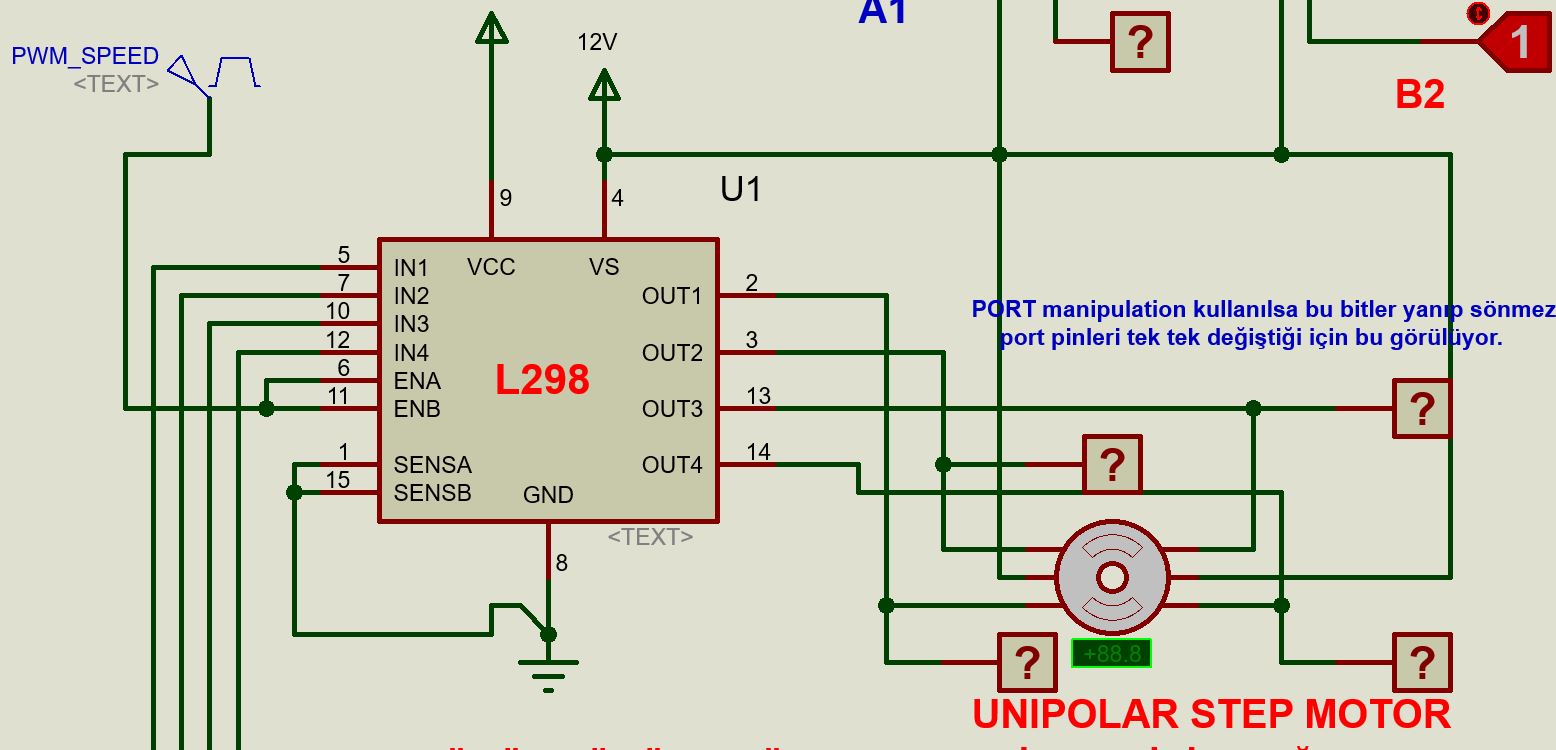 A1
?
1
B2
PWM_SPEED
<TEXT>
12V
9
4
U1
5
7
10
12
6
11
1
15
IN1
IN2
IN3
IN4
ENA
ENB
SENSA
SENSB
VCC
VS
L298
GND
OUT1
OUT2
OUT3
OUT4
2
3
13
14
<TEXT>
8
PORT manipulation kullanılsa bu bitler yanıp sönmez
port pinleri tek tek değiştiği için bu görülüyor.
?
?
?
?
+88.8
UNIPOLAR STEP MOTOR